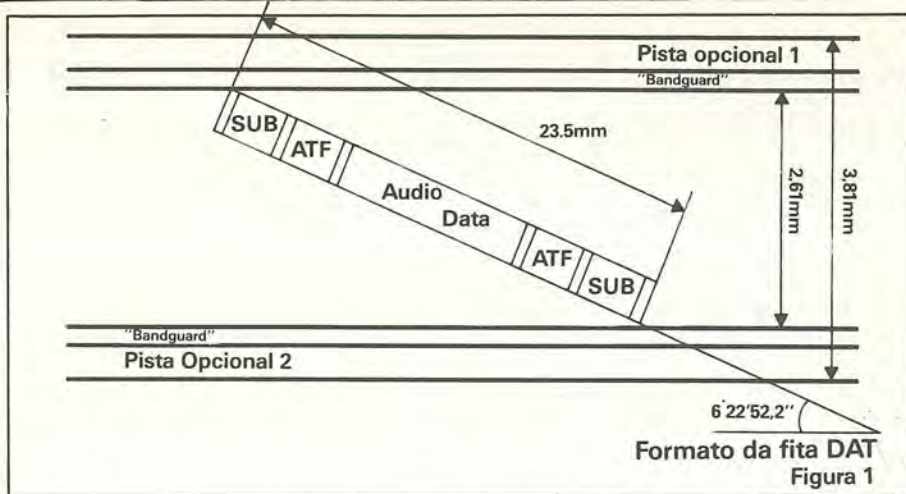 Pista opcional 1
"Bandguard"
23.5mm
SUB
ATF
Audio
Data
ATF
SUB
2,61mm
3,81mm
"Bandguard"
Pista Opcional 2
6 22'52,2''
Formato da fita DAT
Figura 1